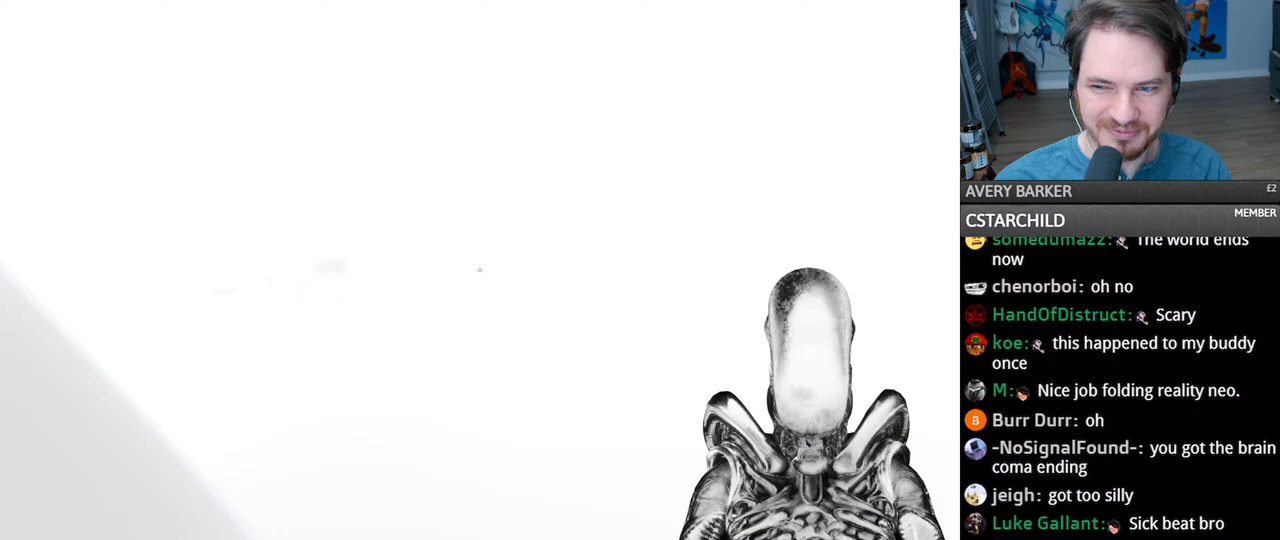 AVERY BARKER £2
CSTARCHILD MEMBER
somedumazz: The world ends
now
chenorboi: oh no
HandOfDistruct: Scary
koe: this happened to my buddy
once
M: Nice job folding reality neo.
B Burr Durr: oh
-NoSignalFound-: you got the brain
coma ending
jeigh: got too silly
Luke Gallant: Sick beat bro